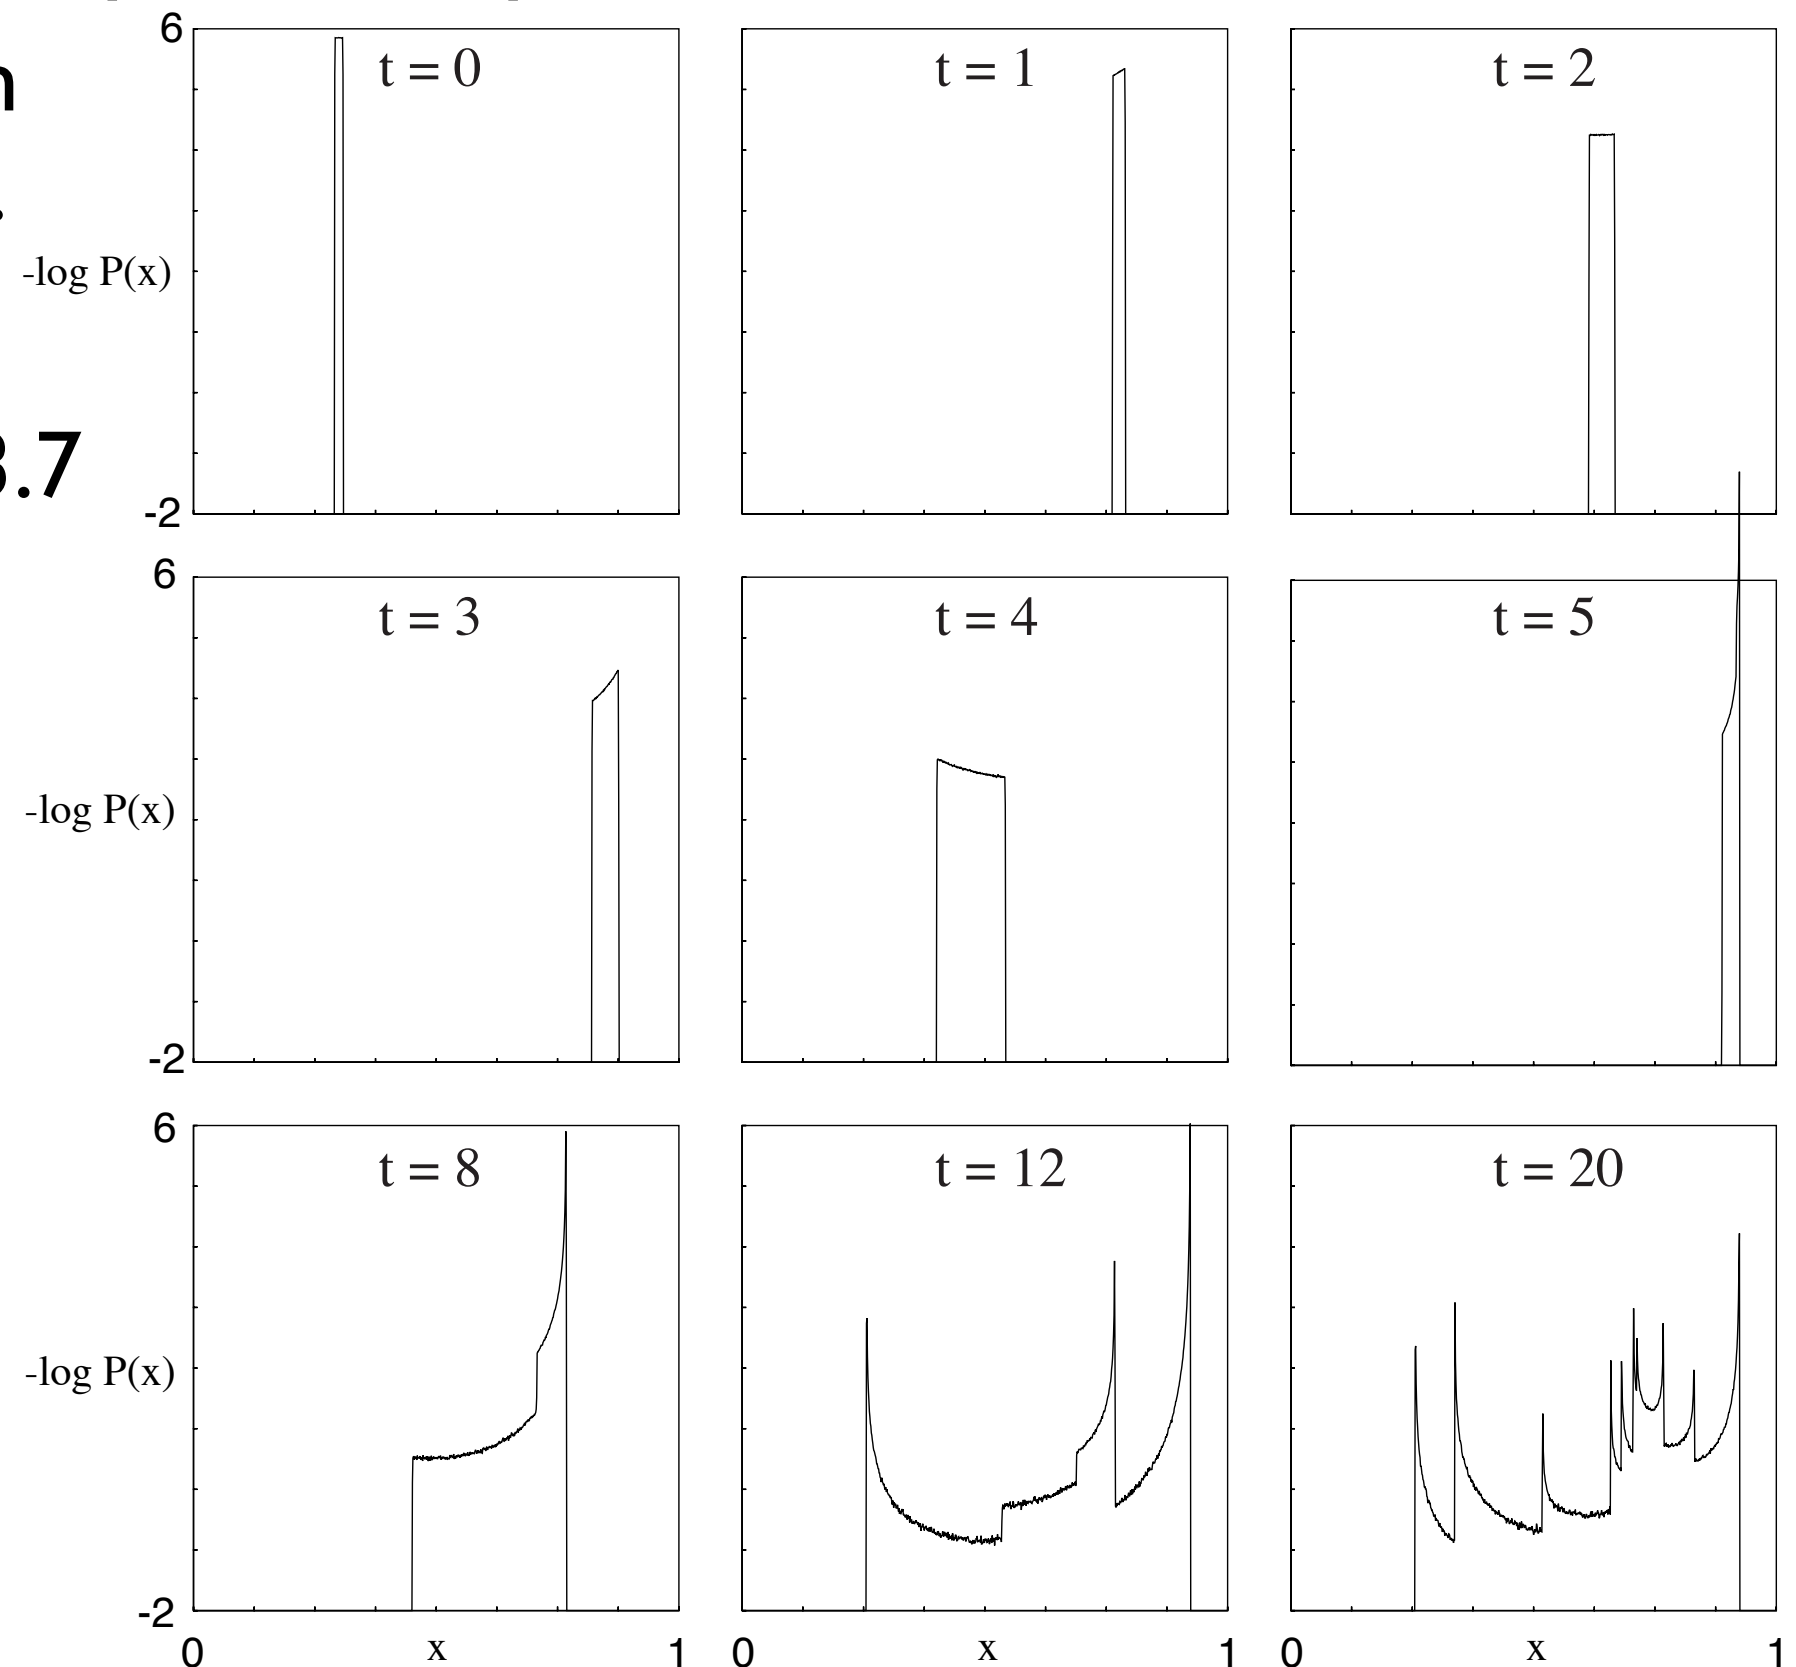 6 t = 0 t = 1 t = 2
n
-log P(x)
3.7
-2
6 t = 3 t = 4 t = 5
-log P(x)
-2
6 t = 8 t = 12 t = 20
-log P(x)
-2
0 x 1 0 x 1 0 x 1